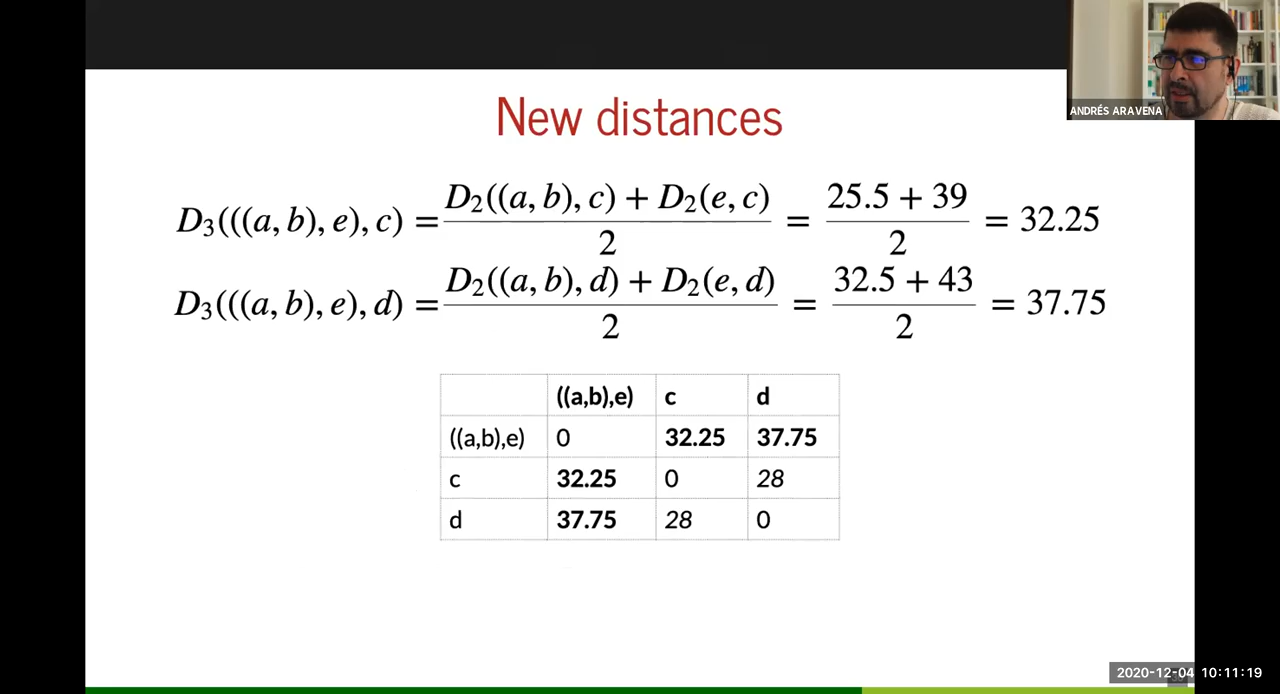 New distances
D₃(((a, b), e), c) = (D₂((a, b), c) + D₂(e, c))/2 = (25.5 + 39)/2 = 32.25
D₃(((a, b), e), d) = (D₂((a, b), d) + D₂(e, d))/2 = (32.5 + 43)/2 = 37.75
((a,b),e) c d
((a,b),e) 0 32.25 37.75
c 32.25 0 28
d 37.75 28 0
ANDRÉS ARAVENA
2020-12-04 10:11:19